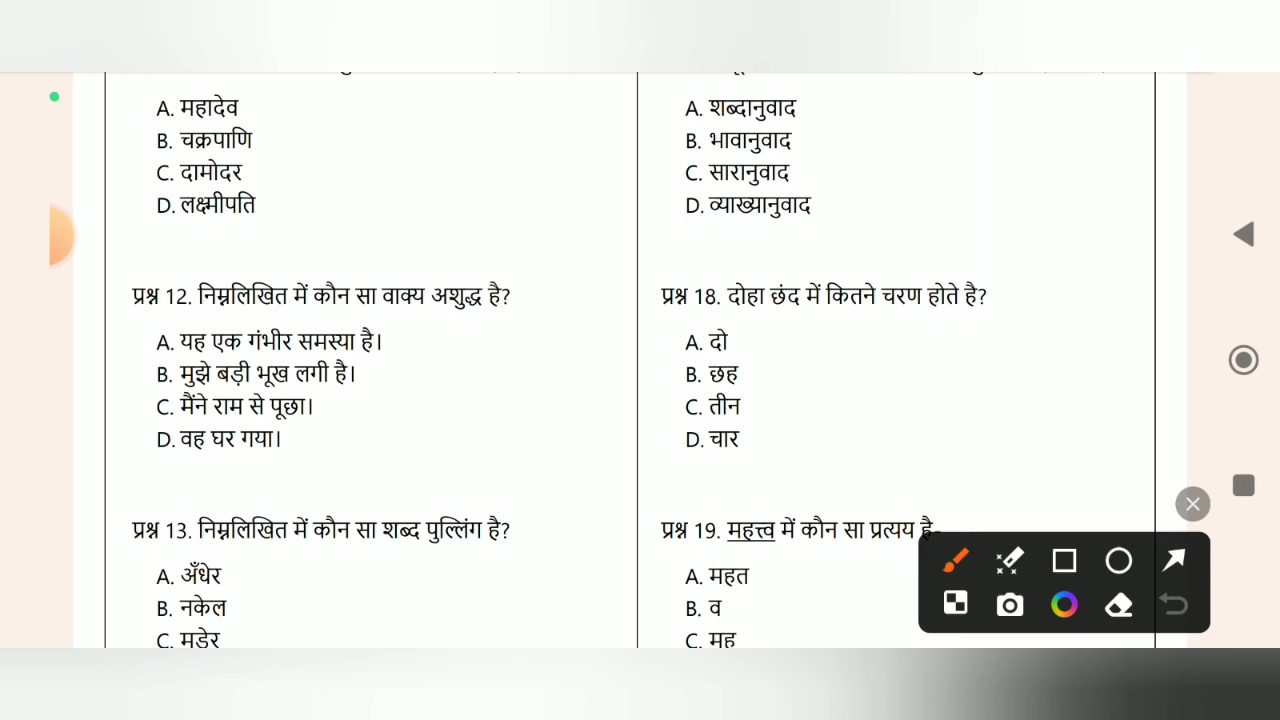 A. महादेव
B. चक्रपाणि
C. दामोदर
D. लक्ष्मीपति
प्रश्न 12. निम्नलिखित में कौन सा वाक्य अशुद्ध है?
A. यह एक गंभीर समस्या है।
B. मुझे बड़ी भूख लगी है।
C. मैंने राम से पूछा।
D. वह घर गया।
प्रश्न 13. निम्नलिखित में कौन सा शब्द पुल्लिंग है?
A. अँधेर
B. नकेल
C. मुडेर
A. शब्दानुवाद
B. भावानुवाद
C. सारानुवाद
D. व्याख्यानुवाद
प्रश्न 18. दोहा छंद में कितने चरण होते है?
A. दो
B. छह
C. तीन
D. चार
प्रश्न 19. महत्त्व में कौन सा प्रत्यय है-
A. महत
B. व
C. मह